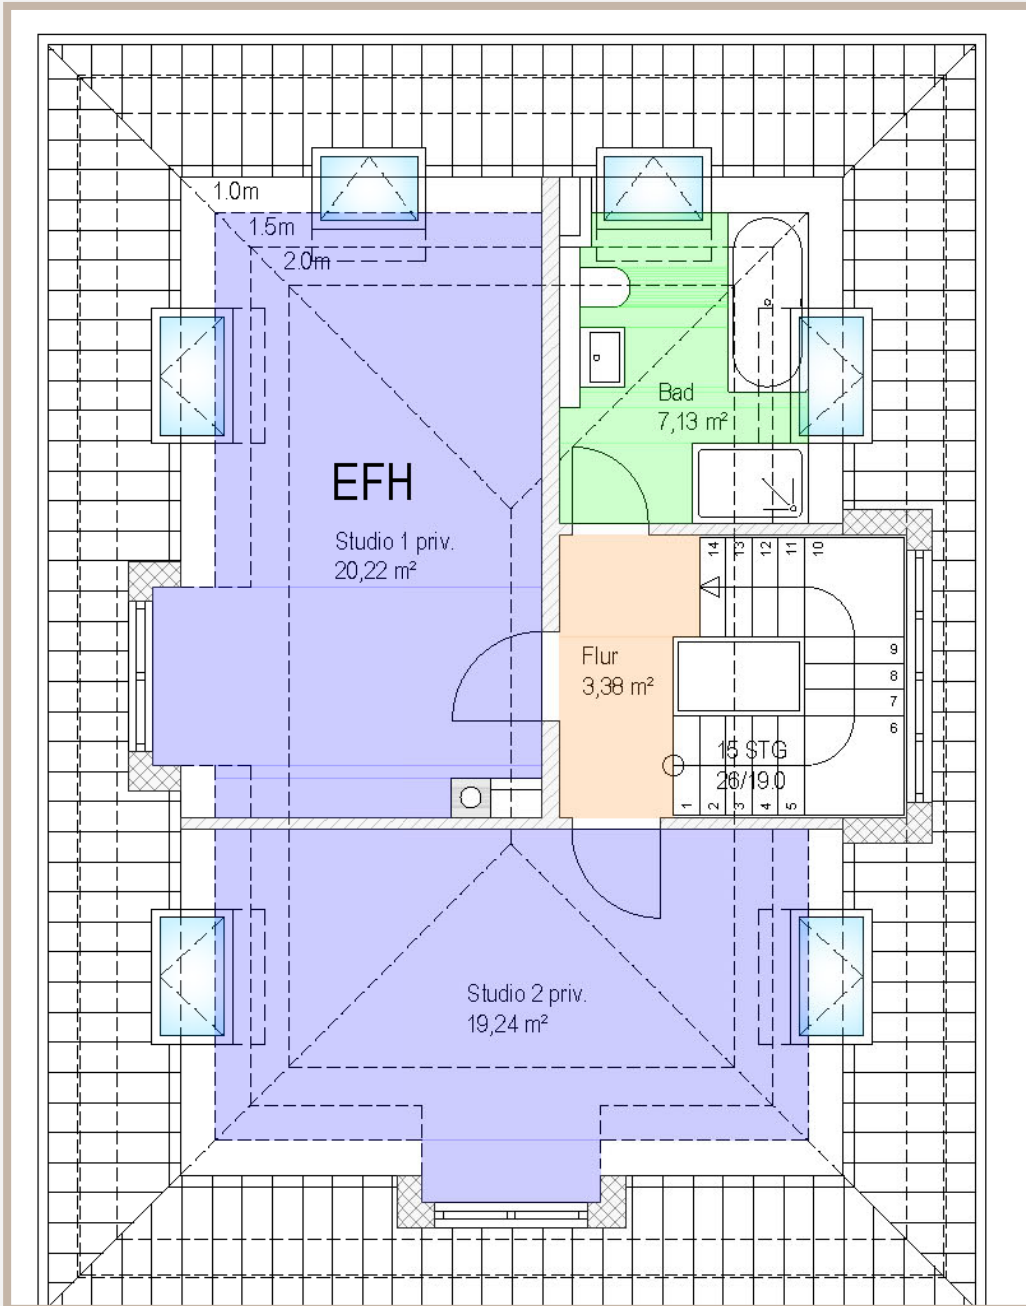 1.0m
1.5m
2.0m
Bad
7,13 m²
EFH
Studio 1 priv.
20,22 m²
14 13 12 11 10
Flur
3,38 m²
9
8
7
6
15 STG
26/19.0
1 2 3 4 5
Studio 2 priv.
19,24 m²